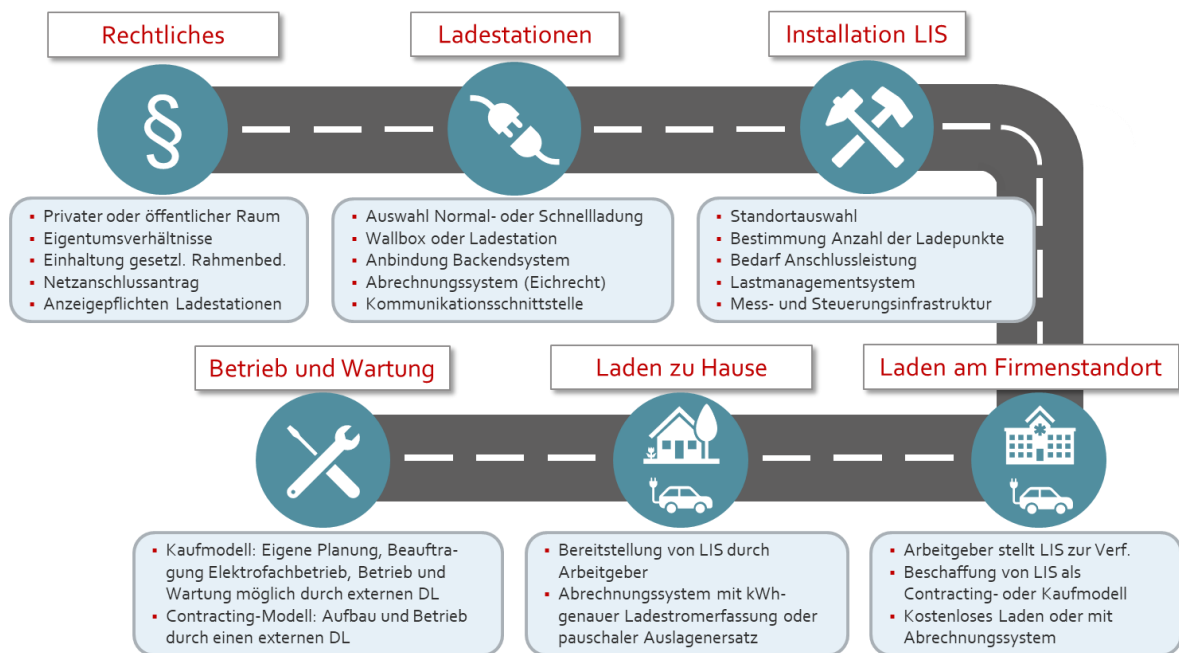 Rechtliches
Ladestationen
Installation LIS
§
▪ Privater oder öffentlicher Raum
▪ Eigentumsverhältnisse
▪ Einhaltung gesetzl. Rahmenbed.
▪ Netzanschlussantrag
▪ Anzeigepflichten Ladestationen
▪ Auswahl Normal- oder Schnellladung
▪ Wallbox oder Ladestation
▪ Anbindung Backendsystem
▪ Abrechnungssystem (Eichrecht)
▪ Kommunikationsschnittstelle
▪ Standortauswahl
▪ Bestimmung Anzahl der Ladepunkte
▪ Bedarf Anschlussleistung
▪ Lastmanagementsystem
▪ Mess- und Steuerungsinfrastruktur
Betrieb und Wartung
Laden zu Hause
Laden am Firmenstandort
▪ Kaufmodell: Eigene Planung, Beauftra-
gung Elektrofachbetrieb, Betrieb und
Wartung möglich durch externen DL
▪ Contracting-Modell: Aufbau und Betrieb
durch einen externen DL
▪ Bereitstellung von LIS durch
Arbeitgeber
▪ Abrechnungssystem mit kWh-
genauer Ladestromerfassung oder
pauschaler Auslagenersatz
▪ Arbeitgeber stellt LIS zur Verf.
▪ Beschaffung von LIS als
Contracting- oder Kaufmodell
▪ Kostenloses Laden oder mit
Abrechnungssystem